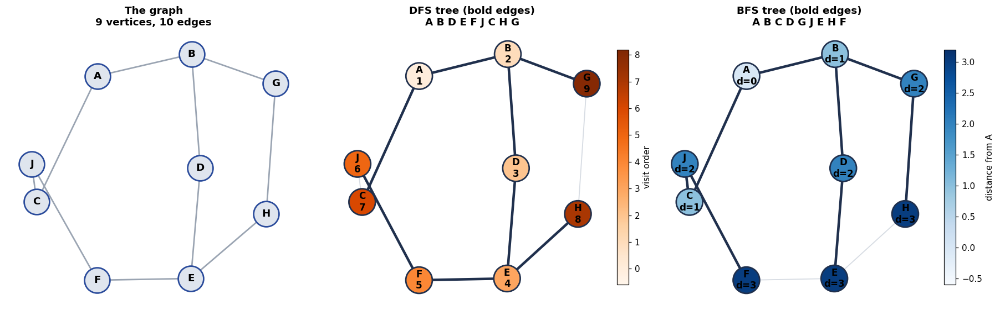 The graph
9 vertices, 10 edges
A
B
G
J
D
C
H
F
E
DFS tree (bold edges)
A B D E F J C H G
B
2
A
1
G
9
J
6
D
3
C
7
H
8
F
5
E
4
8
7
6
5
4
3
2
1
0
visit order
BFS tree (bold edges)
A B C D G J E H F
B
d=1
A
d=0
G
d=2
J
d=2
D
d=2
C
d=1
H
d=3
F
d=3
E
d=3
3.0
2.5
2.0
1.5
1.0
0.5
0.0
−0.5
distance from A